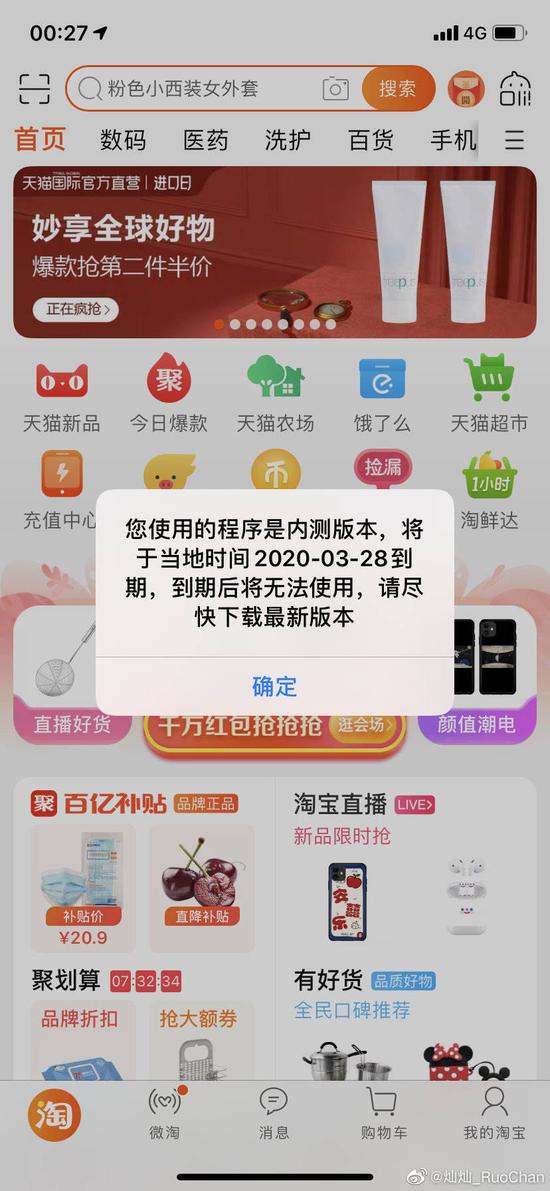 00:27
4G
粉色小西装女外套
搜索
開
Oli!
首页
数码
医药
洗护
百货
手机
天猫国际官方直营 | 进口日
妙享全球好物
爆款抢第二件半价
正在疯抢>
聚
e
币
捡漏
1小时
天猫新品
今日爆款
天猫农场
饿了么
天猫超市
充值中心
淘鲜达
您使用的程序是内测版本，将
于当地时间2020-03-28到
期，到期后将无法使用，请尽
快下载最新版本
确定
直播好货
千万红包抢抢抢
逛会场>
颜值潮电
聚 百亿补贴 品牌正品
补贴价
¥20.9
直降补贴
淘宝直播 LIVE>
新品限时抢
聚划算 07:32:34
品牌折扣
抢大额券
有好货 品质好物
全民口碑推荐
淘
微淘
消息
购物车
我的淘宝
@灿灿_RuoChan